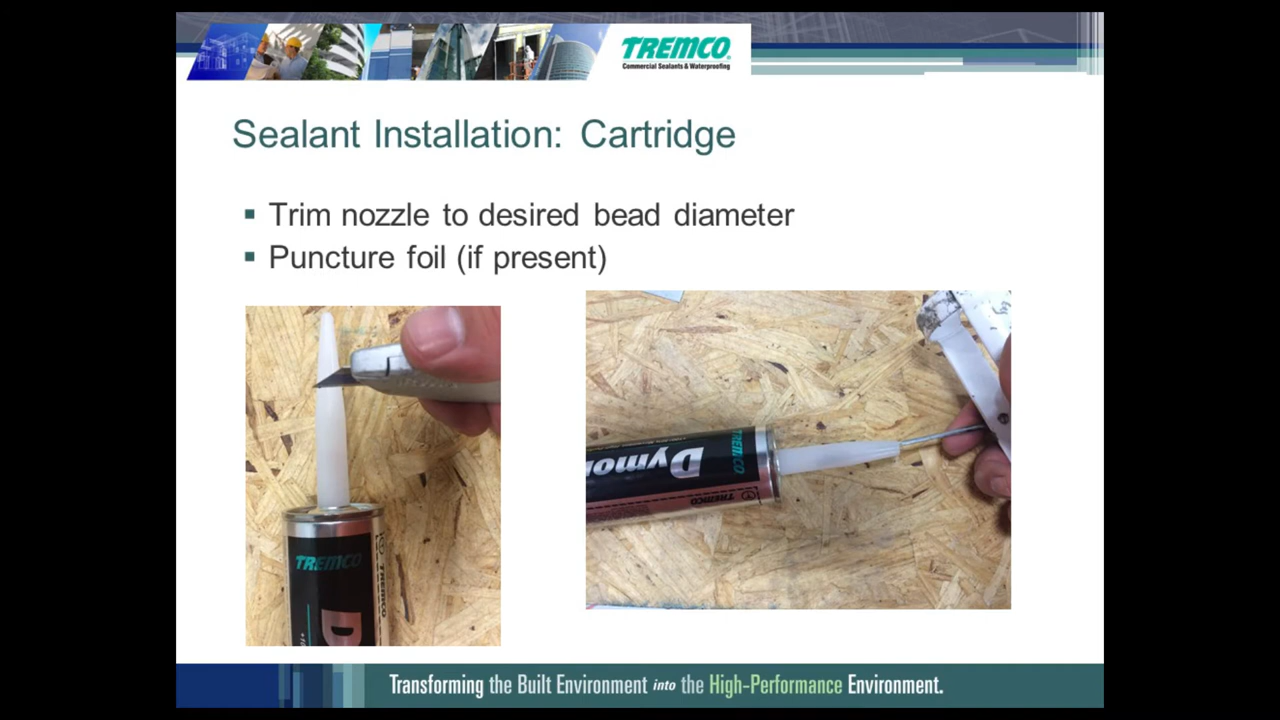 TREMCO®
Commercial Sealants & Waterproofing
Sealant Installation: Cartridge
▪ Trim nozzle to desired bead diameter
▪ Puncture foil (if present)
TREMCO
TREMCO
D
TREMCO
Dymo
TREMCO
Transforming the Built Environment into the High-Performance Environment.